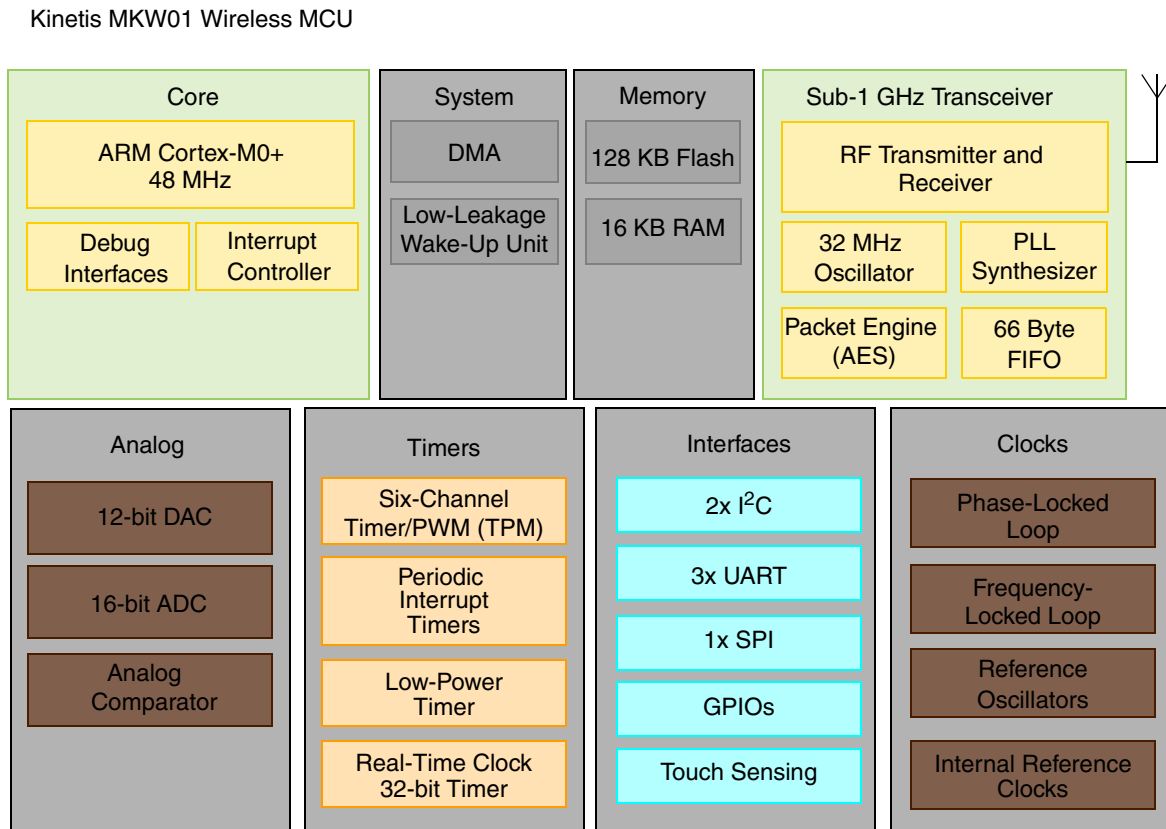 Kinetis MKW01 Wireless MCU
Core
ARM Cortex-M0+
48 MHz
Debug
Interfaces
Interrupt
Controller
System
DMA
Low-Leakage
Wake-Up Unit
Memory
128 KB Flash
16 KB RAM
Sub-1 GHz Transceiver
RF Transmitter and
Receiver
32 MHz
Oscillator
PLL
Synthesizer
Packet Engine
(AES)
66 Byte
FIFO
Analog
12-bit DAC
16-bit ADC
Analog
Comparator
Timers
Six-Channel
Timer/PWM (TPM)
Periodic
Interrupt
Timers
Low-Power
Timer
Real-Time Clock
32-bit Timer
Interfaces
2x I²C
3x UART
1x SPI
GPIOs
Touch Sensing
Clocks
Phase-Locked
Loop
Frequency-
Locked Loop
Reference
Oscillators
Internal Reference
Clocks